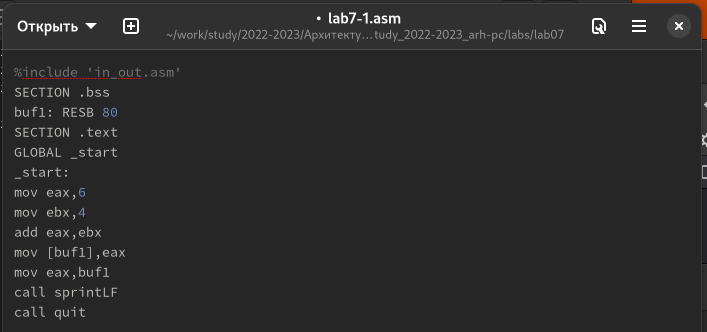 Открыть
• lab7-1.asm
~/work/study/2022-2023/Архитекту…tudy_2022-2023_arh-pc/labs/lab07
%include 'in_out.asm'
SECTION .bss
buf1: RESB 80
SECTION .text
GLOBAL _start
_start:
mov eax,6
mov ebx,4
add eax,ebx
mov [buf1],eax
mov eax,buf1
call sprintLF
call quit